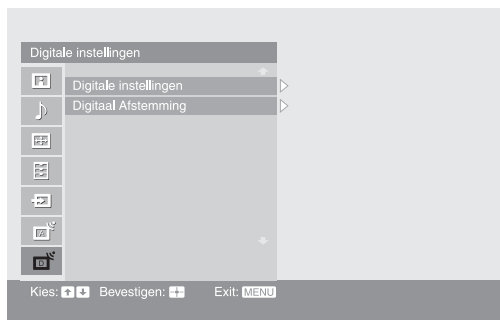 Digitale instellingen
Digitale instellingen
Digitaal Afstemming
Kies: Bevestigen: Exit: MENU